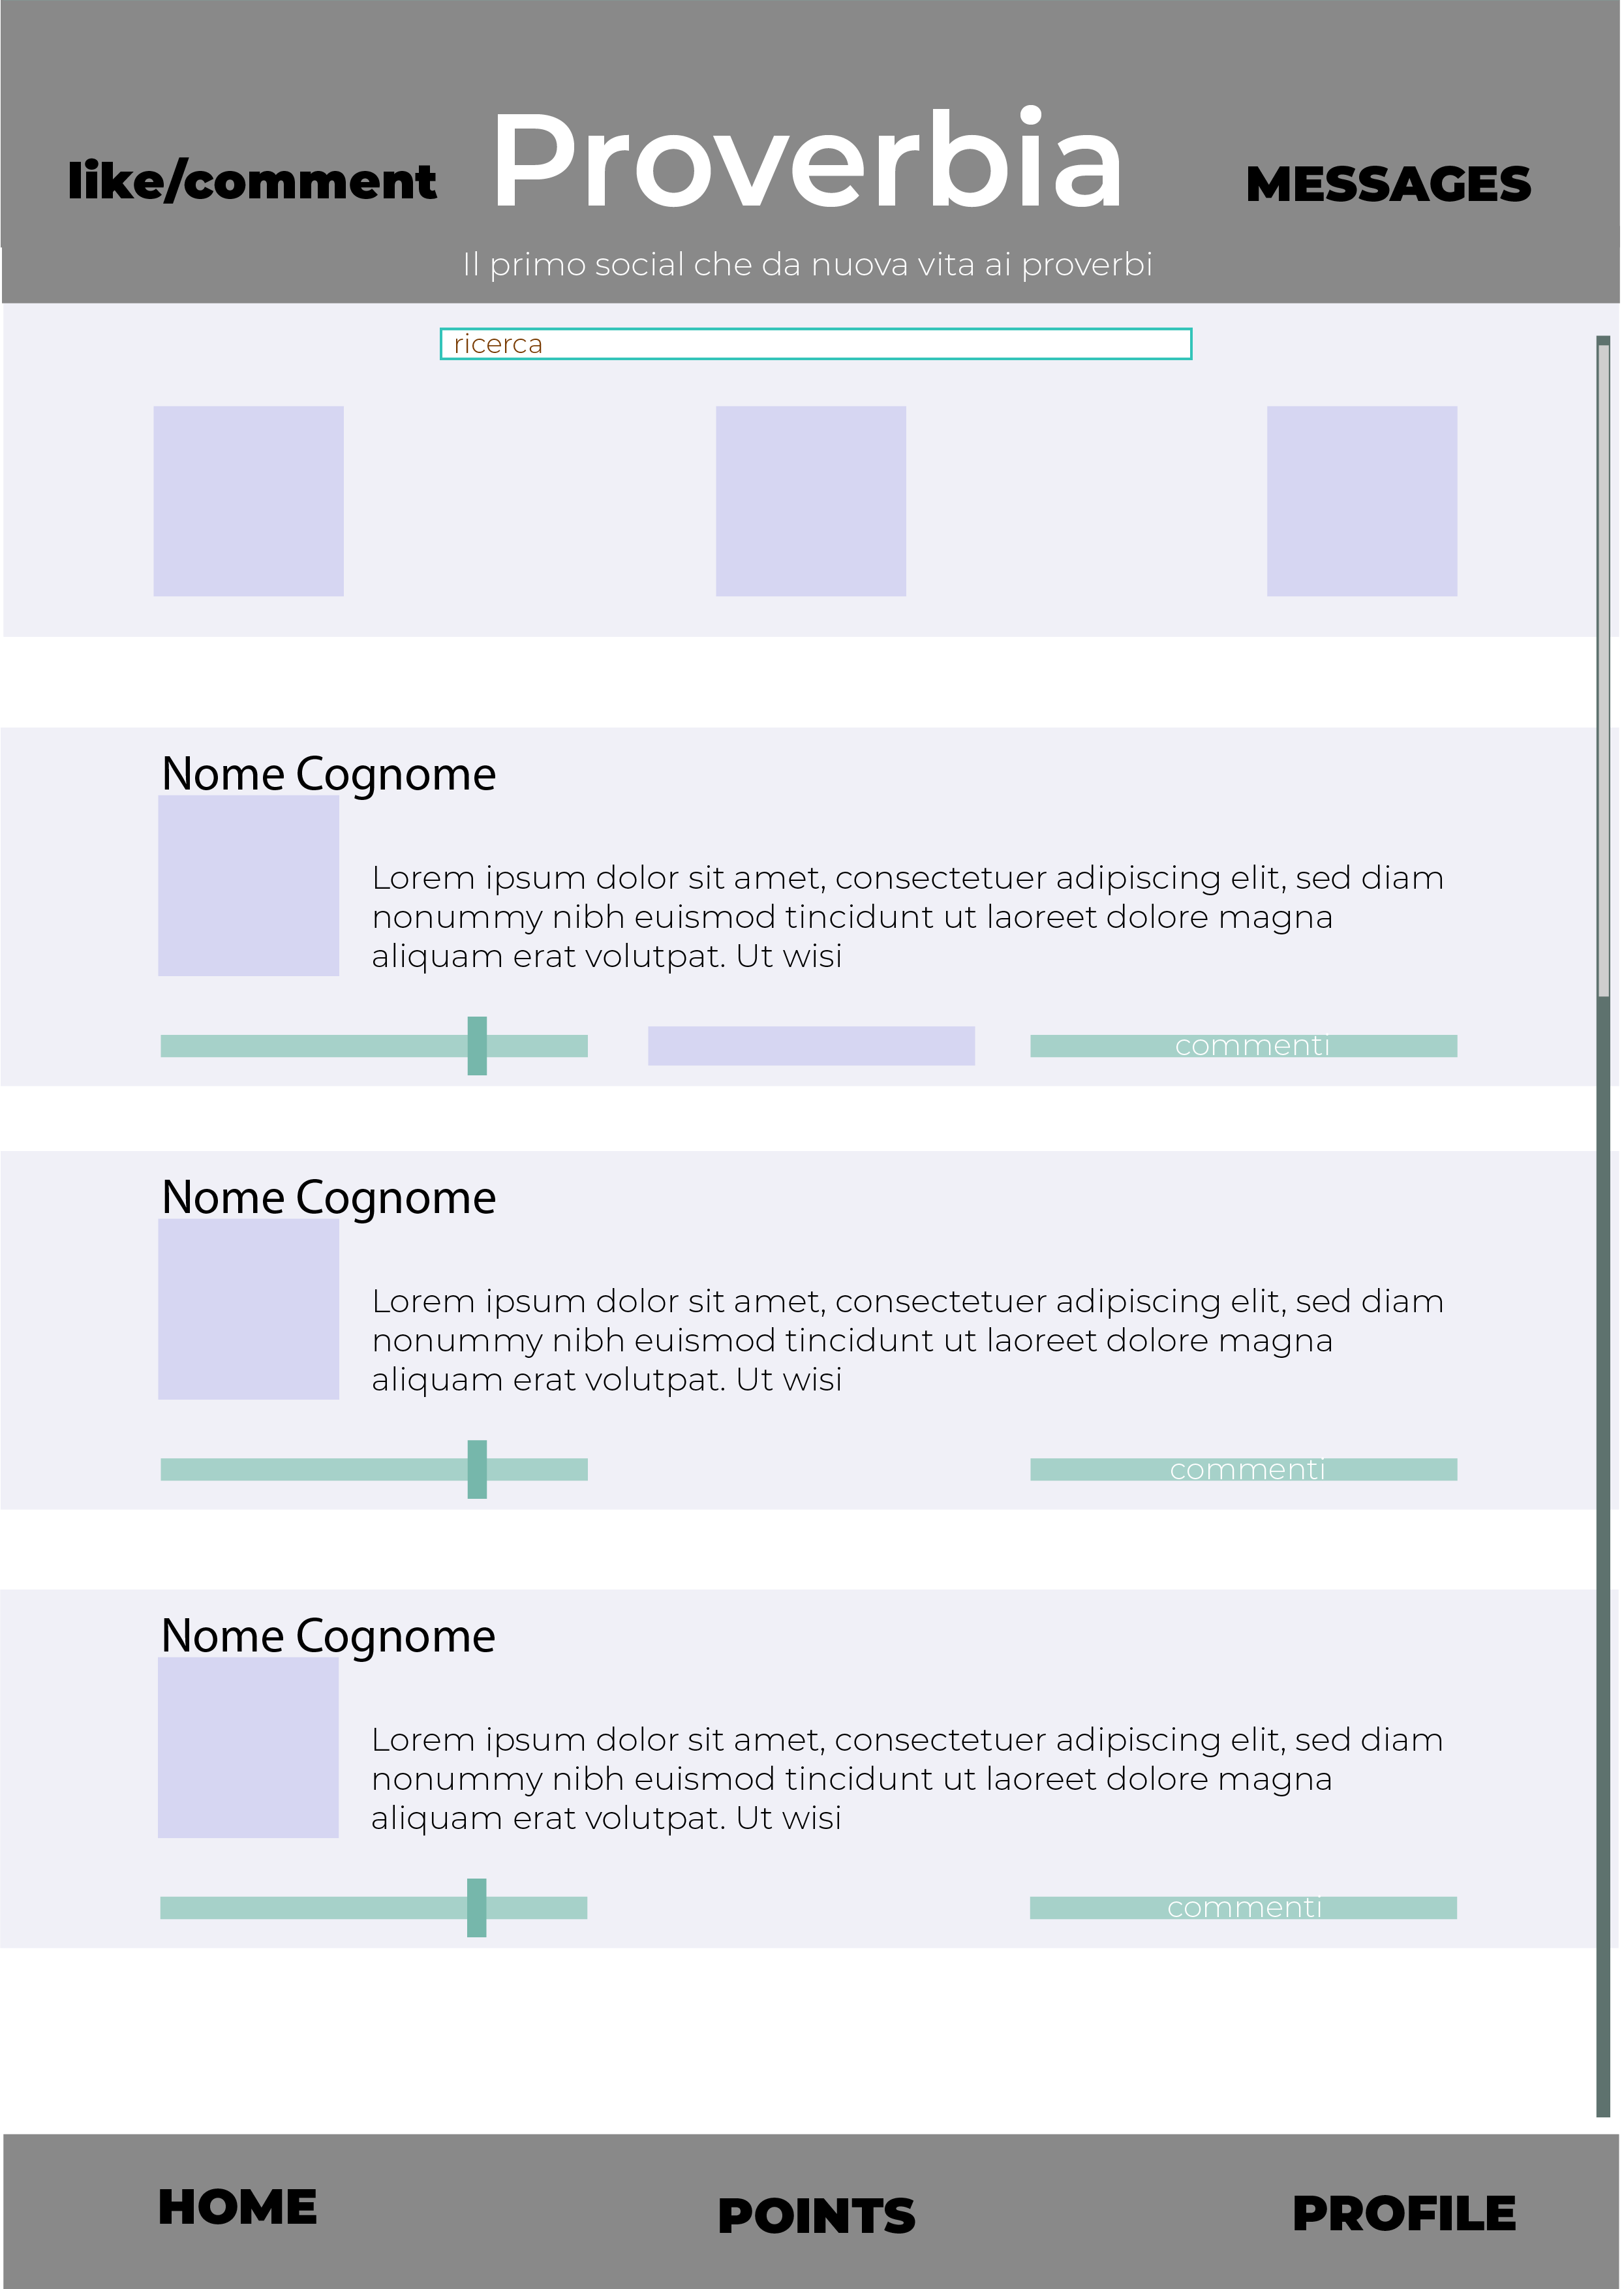 like/comment
Proverbia
MESSAGES
Il primo social che da nuova vita ai proverbi
ricerca
Nome Cognome
Lorem ipsum dolor sit amet, consectetuer adipiscing elit, sed diam
nonummy nibh euismod tincidunt ut laoreet dolore magna
aliquam erat volutpat. Ut wisi
commenti
Nome Cognome
Lorem ipsum dolor sit amet, consectetuer adipiscing elit, sed diam
nonummy nibh euismod tincidunt ut laoreet dolore magna
aliquam erat volutpat. Ut wisi
commenti
Nome Cognome
Lorem ipsum dolor sit amet, consectetuer adipiscing elit, sed diam
nonummy nibh euismod tincidunt ut laoreet dolore magna
aliquam erat volutpat. Ut wisi
commenti
HOME
POINTS
PROFILE